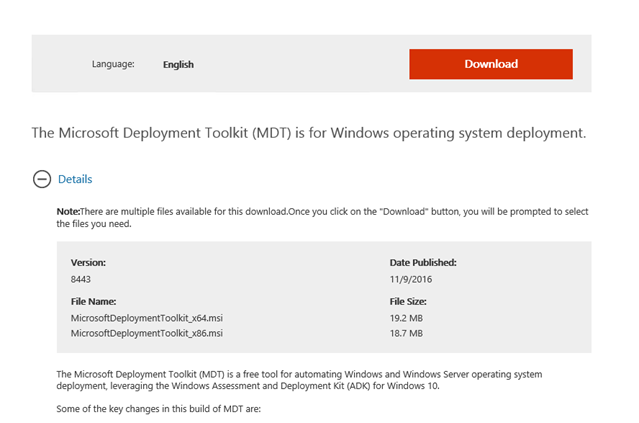 Language: English Download
The Microsoft Deployment Toolkit (MDT) is for Windows operating system deployment.
Details
Note:There are multiple files available for this download.Once you click on the "Download" button, you will be prompted to select
the files you need.
Version: Date Published:
8443 11/9/2016
File Name: File Size:
MicrosoftDeploymentToolkit_x64.msi 19.2 MB
MicrosoftDeploymentToolkit_x86.msi 18.7 MB
The Microsoft Deployment Toolkit (MDT) is a free tool for automating Windows and Windows Server operating system
deployment, leveraging the Windows Assessment and Deployment Kit (ADK) for Windows 10.
Some of the key changes in this build of MDT are: